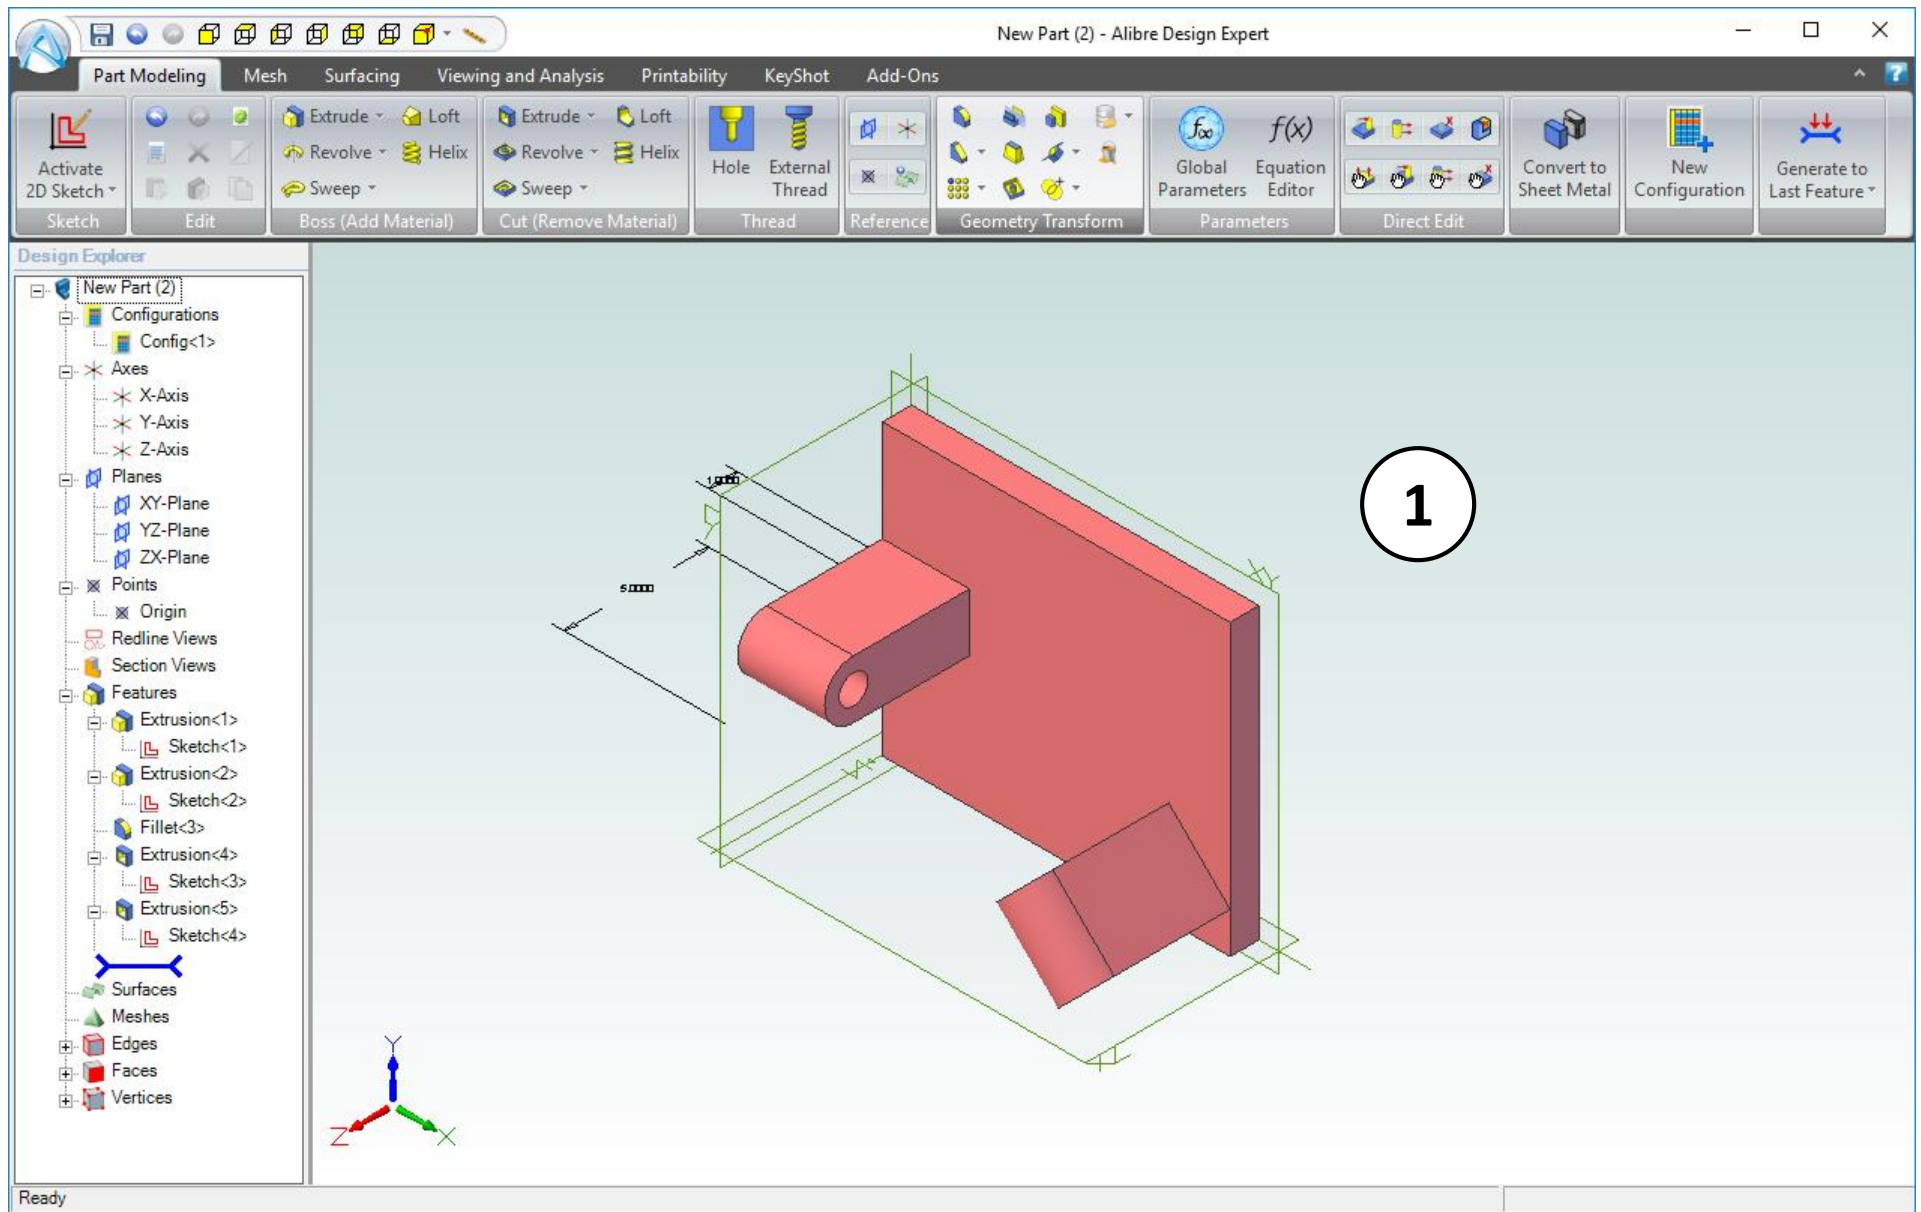 New Part (2) - Alibre Design Expert
Part Modeling Mesh Surfacing Viewing and Analysis Printability KeyShot Add-Ons
Activate 2D Sketch
Sketch
Edit
Extrude Loft
Revolve Helix
Sweep
Boss (Add Material)
Extrude Loft
Revolve Helix
Sweep
Cut (Remove Material)
Hole
External Thread
Thread
Reference
Geometry Transform
f∞
Global Parameters
f(x)
Equation Editor
Parameters
Direct Edit
Convert to Sheet Metal
New Configuration
Generate to Last Feature
Design Explorer
New Part (2)
Configurations
Config<1>
Axes
X-Axis
Y-Axis
Z-Axis
Planes
XY-Plane
YZ-Plane
ZX-Plane
Points
Origin
Redline Views
Section Views
Features
Extrusion<1>
Sketch<1>
Extrusion<2>
Sketch<2>
Fillet<3>
Extrusion<4>
Sketch<3>
Extrusion<5>
Sketch<4>
Surfaces
Meshes
Edges
Faces
Vertices
1
Y
Z
X
Ready